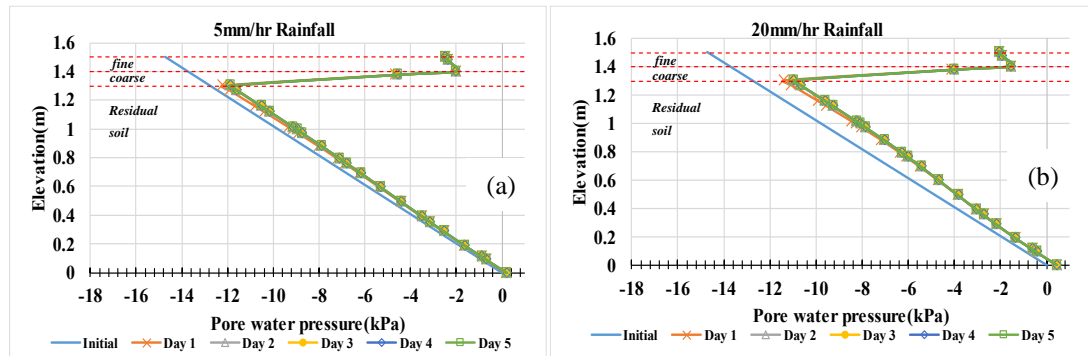 5mm/hr Rainfall
1.6
1.4
1.2
1
0.8
0.6
0.4
0.2
0
Elevation(m)
fine
coarse
Residual
soil
(a)
-18 -16 -14 -12 -10 -8 -6 -4 -2 0
Pore water pressure(kPa)
Initial Day 1 Day 2 Day 3 Day 4 Day 5
20mm/hr Rainfall
1.6
1.4
1.2
1
0.8
0.6
0.4
0.2
0
Elevation(m)
fine
coarse
Residual
soil
(b)
-18 -16 -14 -12 -10 -8 -6 -4 -2 0
Pore water pressure(kPa)
Initial Day 1 Day 2 Day 3 Day 4 Day 5